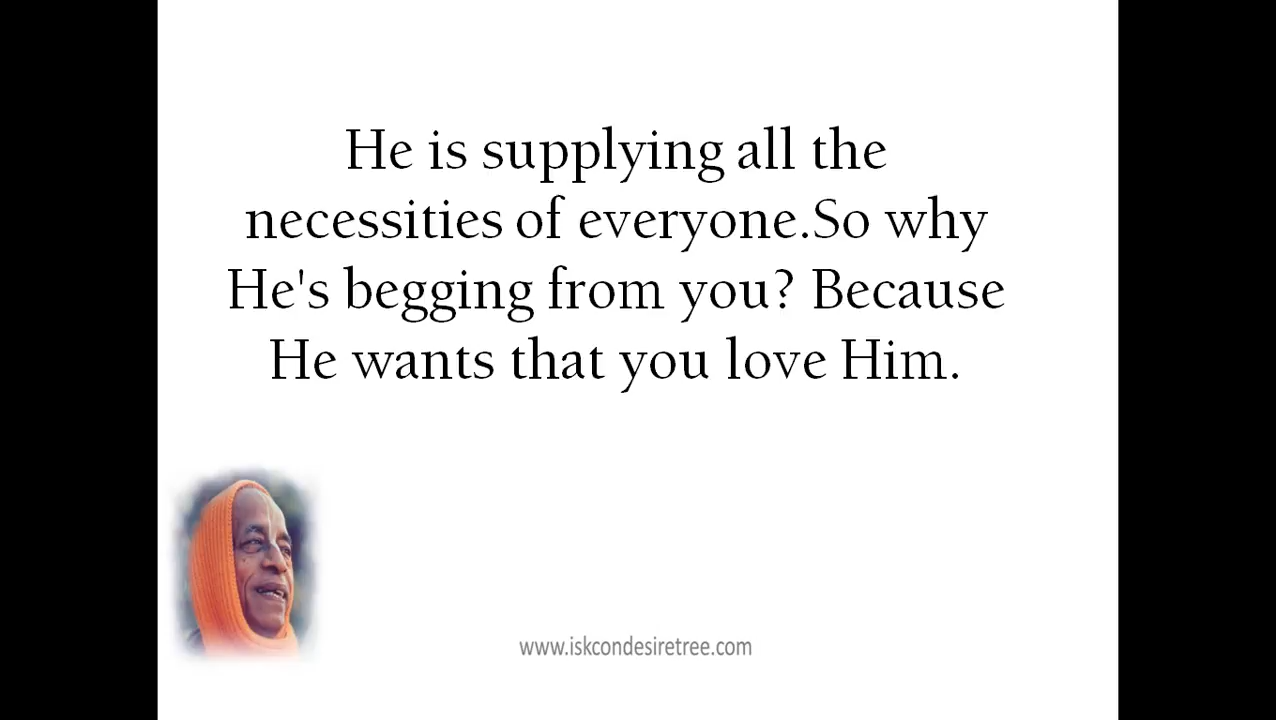 He is supplying all the
necessities of everyone.So why
He's begging from you? Because
He wants that you love Him.
www.iskcondesiretree.com